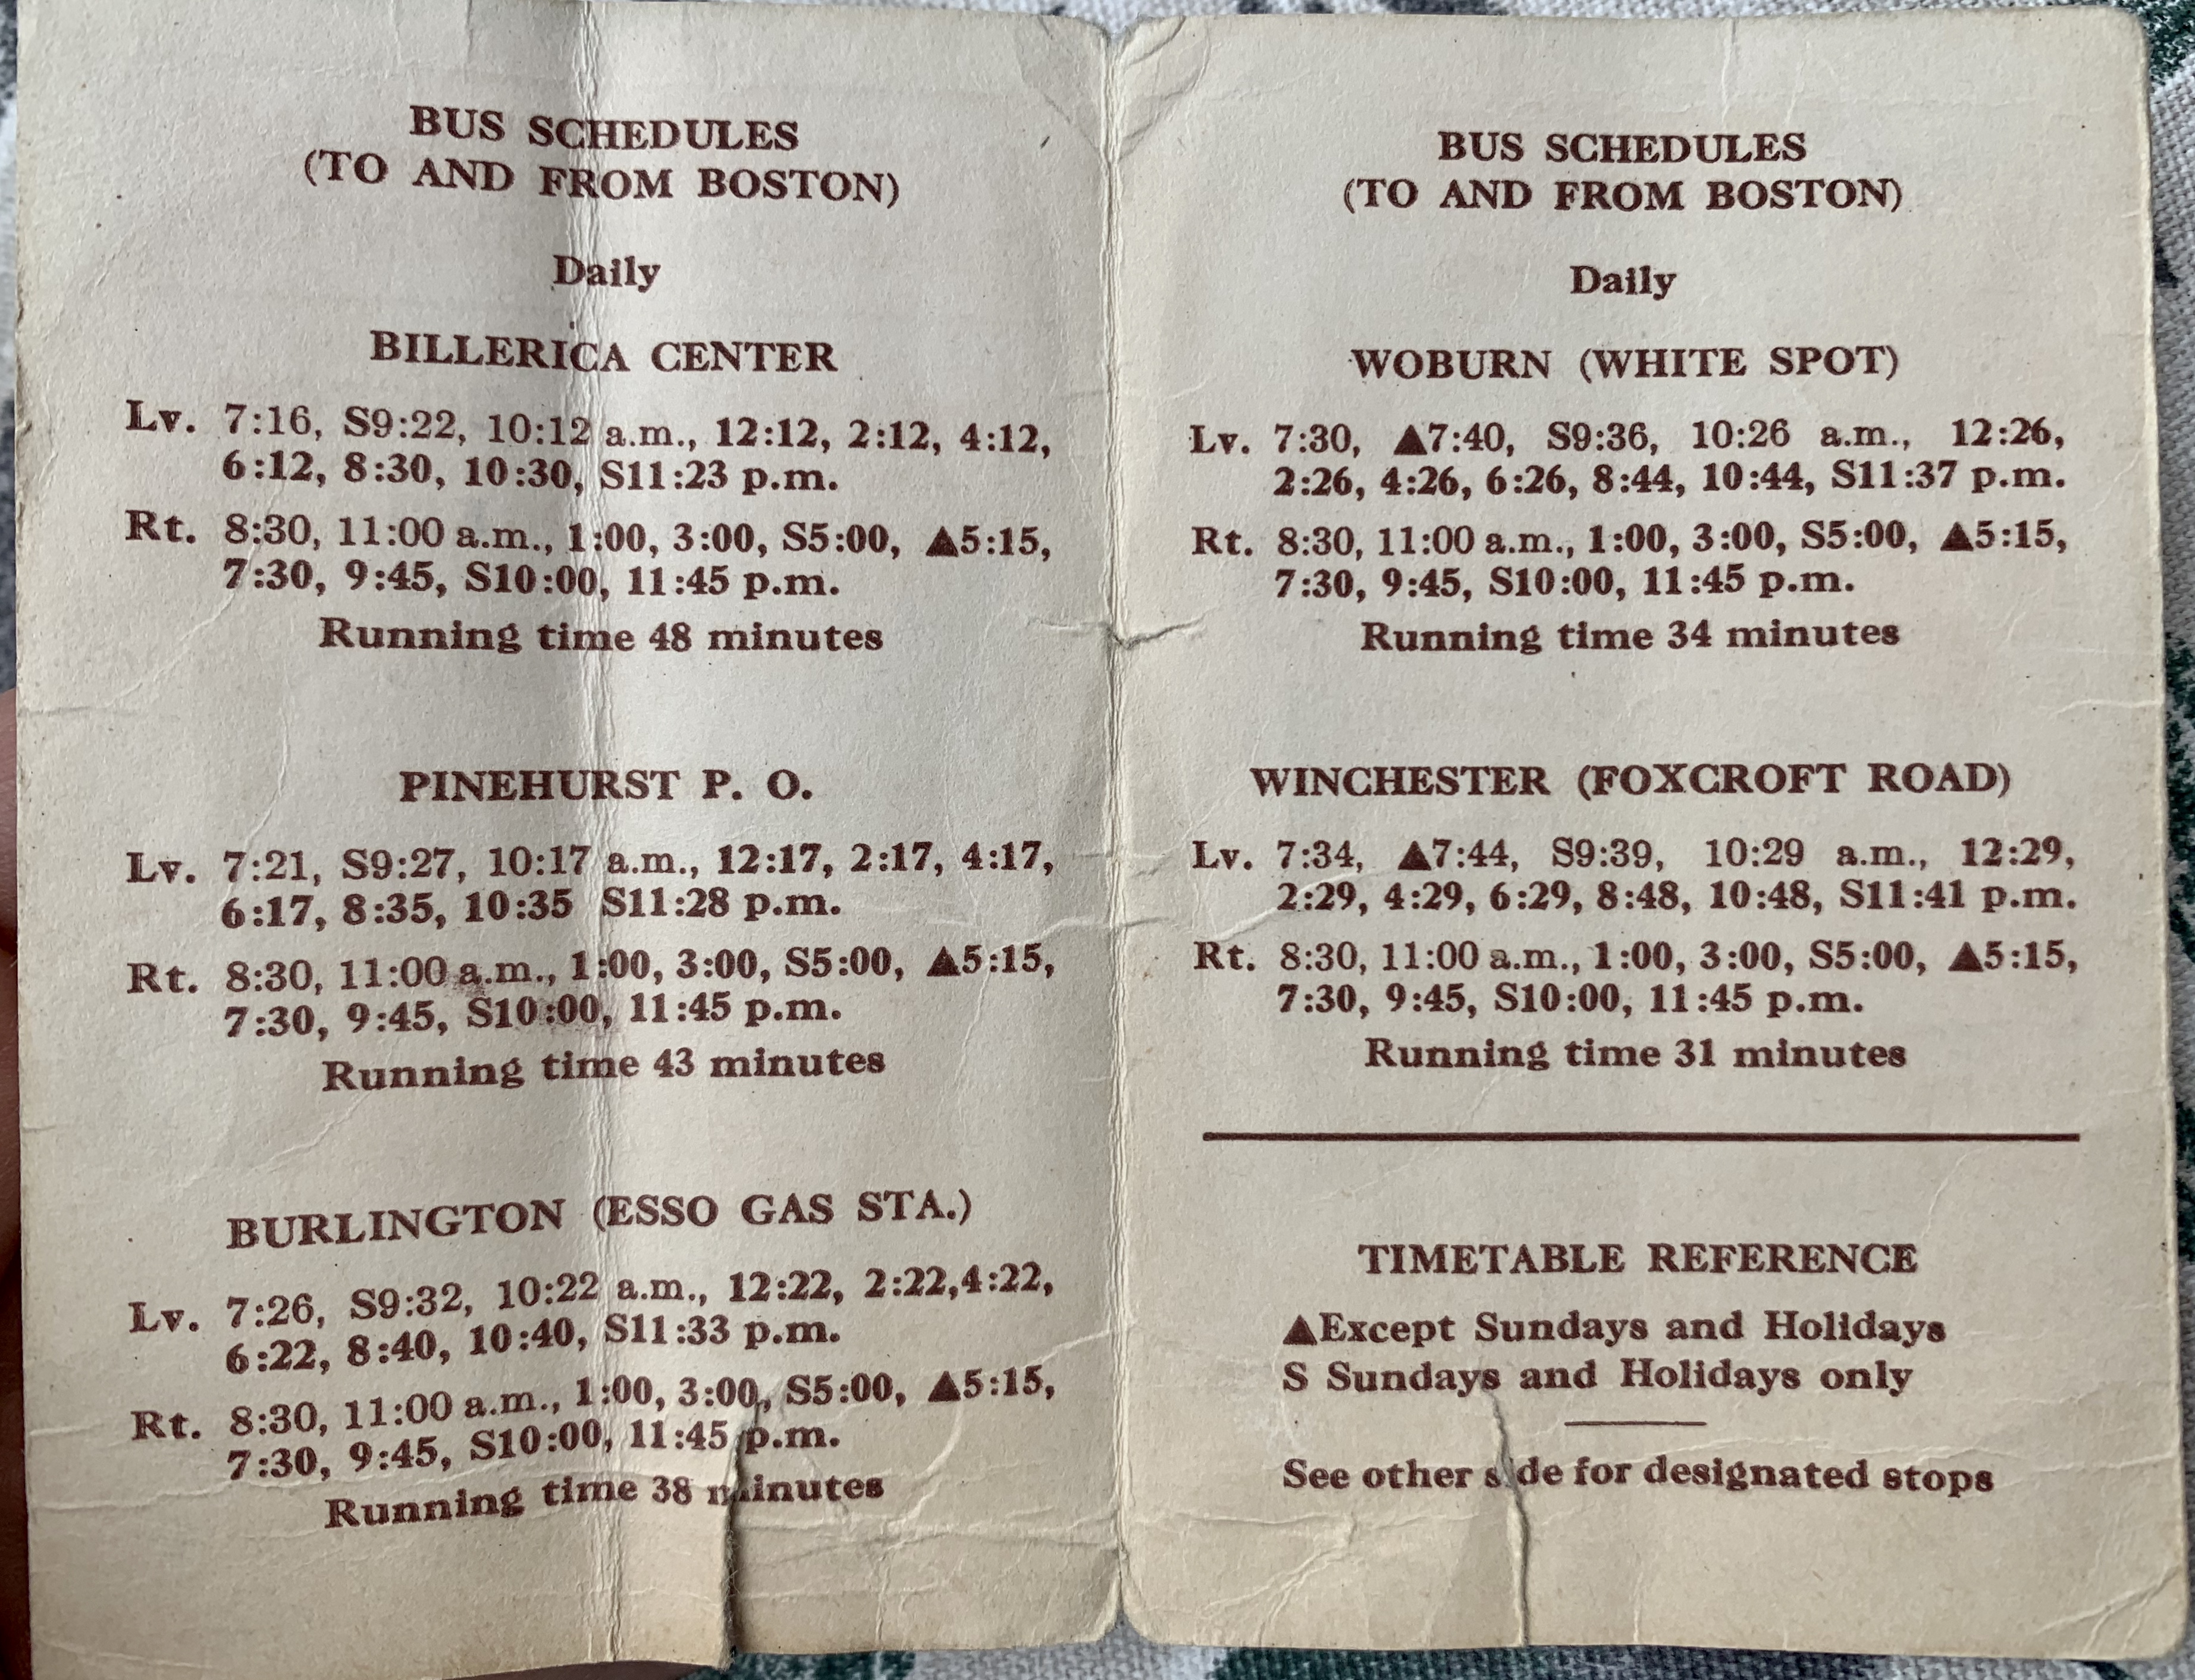 BUS SCHEDULES
(TO AND FROM BOSTON)
Daily
BILLERICA CENTER
Lv. 7:16, S9:22, 10:12 a.m., 12:12, 2:12, 4:12,
6:12, 8:30, 10:30, S11:23 p.m.
Rt. 8:30, 11:00 a.m., 1:00, 3:00, S5:00, ▲5:15,
7:30, 9:45, S10:00, 11:45 p.m.
Running time 48 minutes
PINEHURST P. O.
Lv. 7:21, S9:27, 10:17 a.m., 12:17, 2:17, 4:17,
6:17, 8:35, 10:35 S11:28 p.m.
Rt. 8:30, 11:00 a.m., 1:00, 3:00, S5:00, ▲5:15,
7:30, 9:45, S10:00, 11:45 p.m.
Running time 43 minutes
BURLINGTON (ESSO GAS STA.)
Lv. 7:26, S9:32, 10:22 a.m., 12:22, 2:22,4:22,
6:22, 8:40, 10:40, S11:33 p.m.
Rt. 8:30, 11:00 a.m., 1:00, 3:00, S5:00, ▲5:15,
7:30, 9:45, S10:00, 11:45 p.m.
Running time 38 minutes
BUS SCHEDULES
(TO AND FROM BOSTON)
Daily
WOBURN (WHITE SPOT)
Lv. 7:30, ▲7:40, S9:36, 10:26 a.m., 12:26,
2:26, 4:26, 6:26, 8:44, 10:44, S11:37 p.m.
Rt. 8:30, 11:00 a.m., 1:00, 3:00, S5:00, ▲5:15,
7:30, 9:45, S10:00, 11:45 p.m.
Running time 34 minutes
WINCHESTER (FOXCROFT ROAD)
Lv. 7:34, ▲7:44, S9:39, 10:29 a.m., 12:29,
2:29, 4:29, 6:29, 8:48, 10:48, S11:41 p.m.
Rt. 8:30, 11:00 a.m., 1:00, 3:00, S5:00, ▲5:15,
7:30, 9:45, S10:00, 11:45 p.m.
Running time 31 minutes
TIMETABLE REFERENCE
▲Except Sundays and Holidays
S Sundays and Holidays only
See other side for designated stops